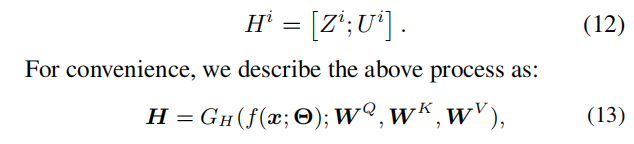 H^i = [Z^i; U^i] . (12)
For convenience, we describe the above process as:
H = G_H(f(x; Θ); W^Q, W^K, W^V), (13)